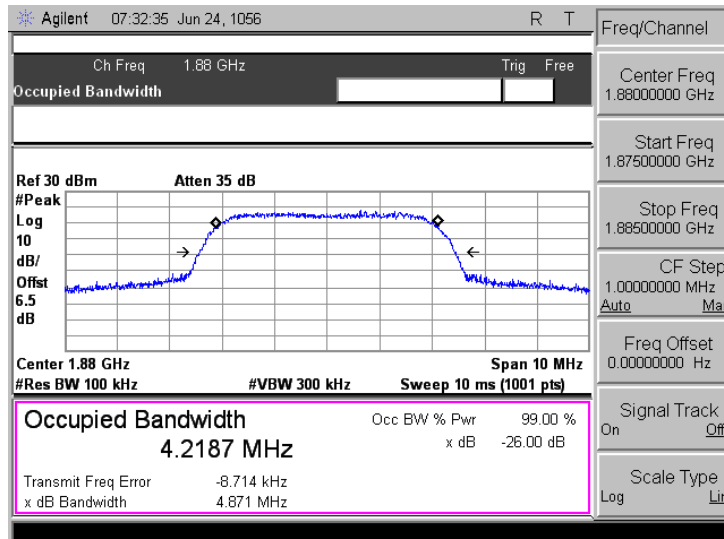 Agilent 07:32:35 Jun 24, 1056 R T
Ch Freq 1.88 GHz Trig Free
Occupied Bandwidth
Ref 30 dBm Atten 35 dB
#Peak
Log
10
dB/
Offst
6.5
dB
Center 1.88 GHz Span 10 MHz
#Res BW 100 kHz #VBW 300 kHz Sweep 10 ms (1001 pts)
Occupied Bandwidth Occ BW % Pwr 99.00 %
4.2187 MHz x dB -26.00 dB
Transmit Freq Error -8.714 kHz
x dB Bandwidth 4.871 MHz
Freq/Channel
Center Freq
1.88000000 GHz
Start Freq
1.87500000 GHz
Stop Freq
1.88500000 GHz
CF Step
1.00000000 MHz
Auto Ma
Freq Offset
0.00000000 Hz
Signal Track
On Off
Scale Type
Log Lin